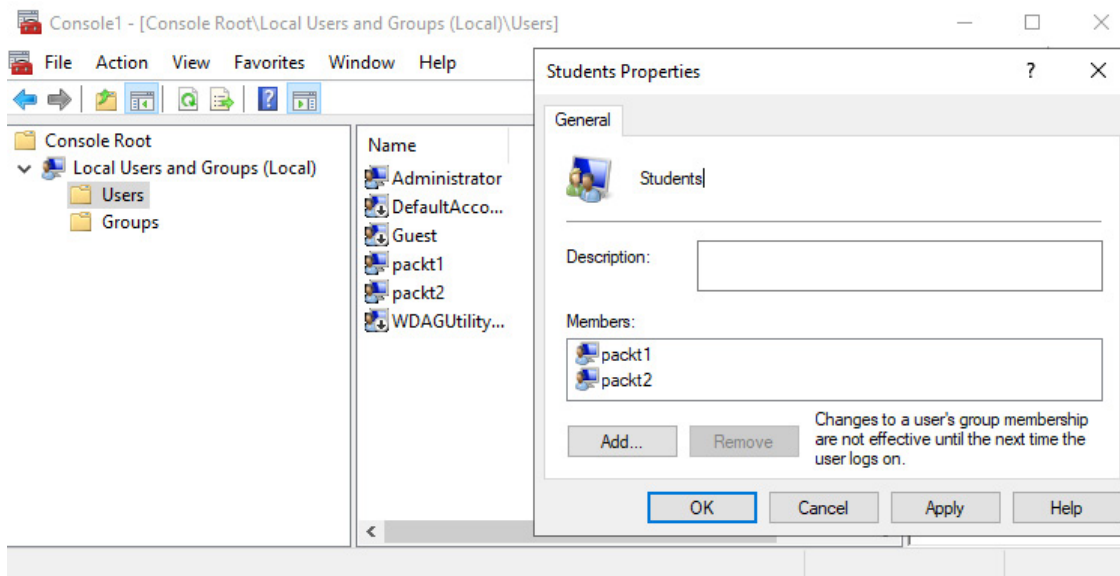 Console1 - [Console Root\Local Users and Groups (Local)\Users]
File Action View Favorites Window Help
Console Root
Local Users and Groups (Local)
Users
Groups
Name
Administrator
DefaultAcco...
Guest
packt1
packt2
WDAGUtility...
Students Properties
General
Students
Description:
Members:
packt1
packt2
Add... Remove
Changes to a user's group membership
are not effective until the next time the
user logs on.
OK Cancel Apply Help